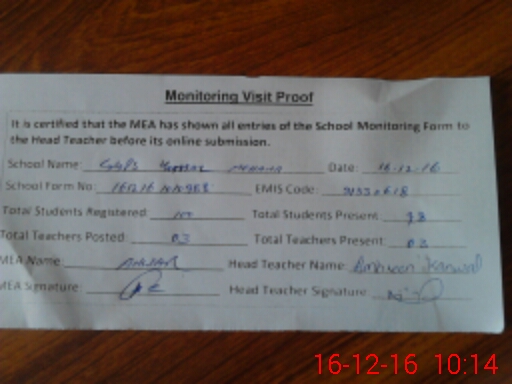 Monitoring Visit Proof
It is certified that the MEA has shown all entries of the School Monitoring Form to
the Head Teacher before its online submission.
School Name: Date: 16-12-16
School Form No: EMIS Code:
Total Students Registered: Total Students Present:
Total Teachers Posted: 03 Total Teachers Present: 03
MEA Name: Head Teacher Name: Ambreen Kanwal
MEA Signature: Head Teacher Signature
16-12-16 10:14